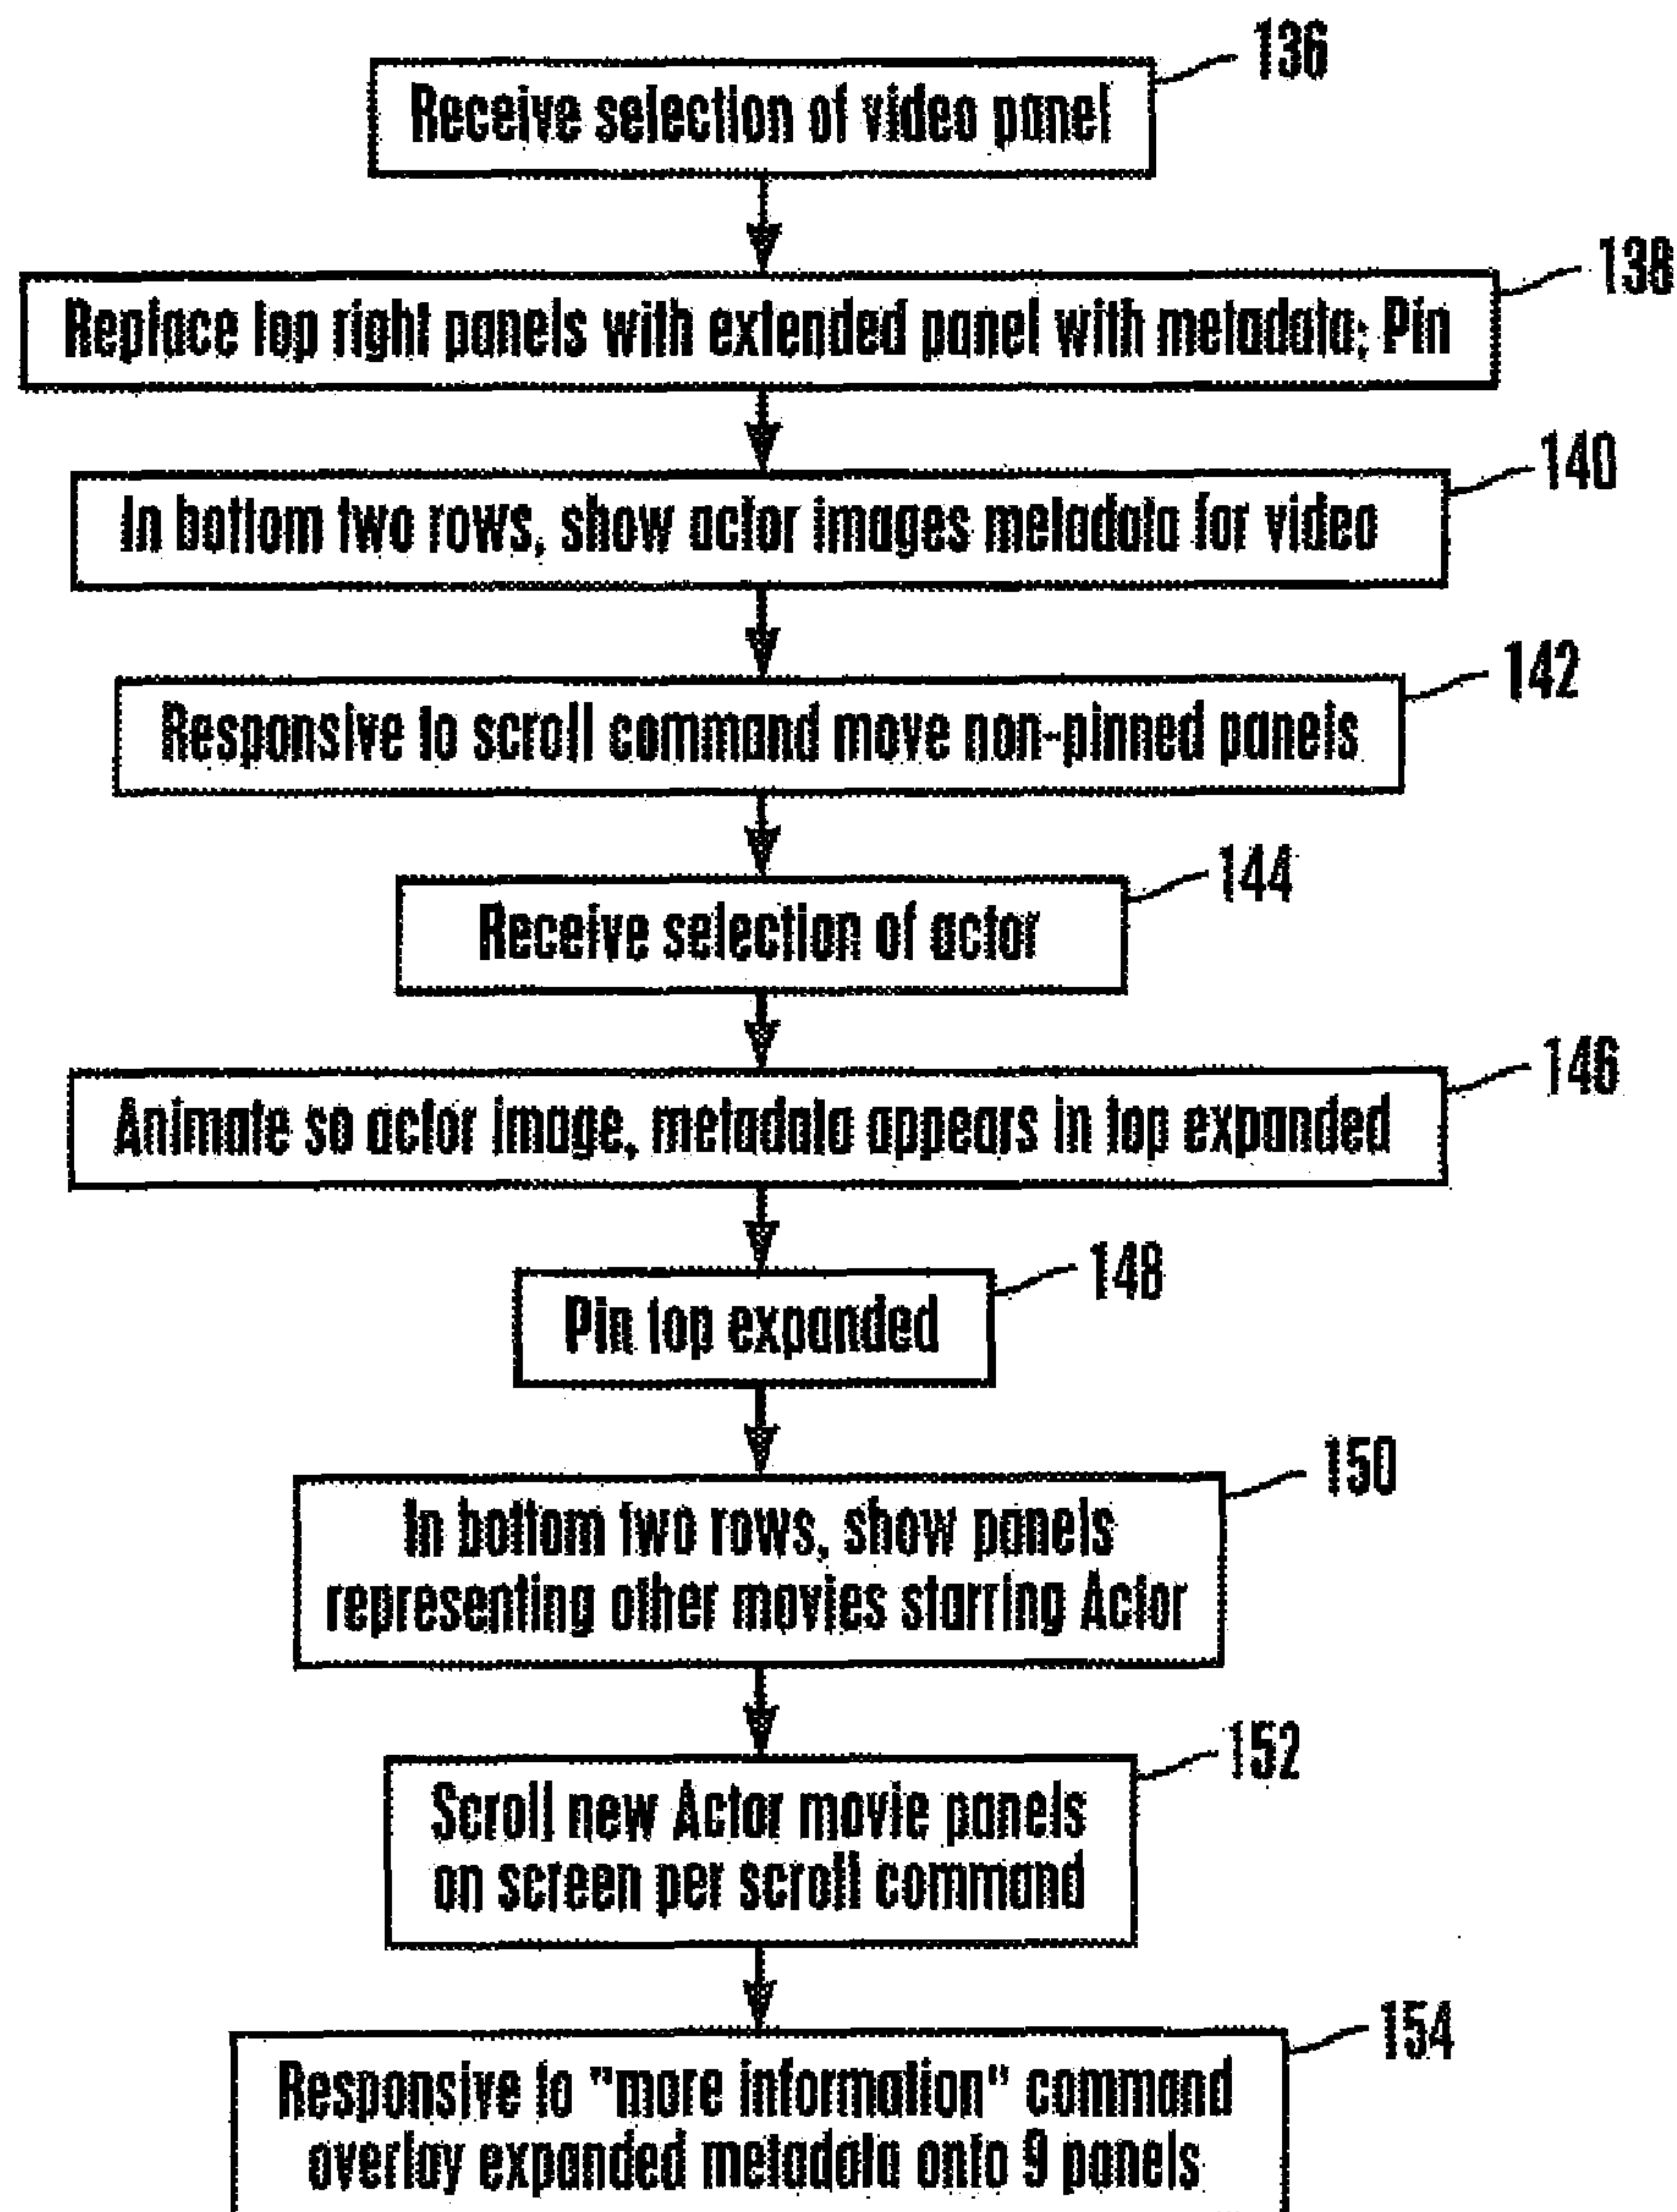 136
Receive selection of video panel
138
Replace top right panels with extended panel with metadata; Pin
140
In bottom two rows, show actor images metadata for video
142
Responsive to scroll command move non-pinned panels
144
Receive selection of actor
146
Animate so actor image, metadata appears in top expanded
148
Pin top expanded
150
In bottom two rows, show panels
representing other movies starring Actor
152
Scroll new Actor movie panels
on screen per scroll command
154
Responsive to "more information" command
overlay expanded metadata onto 9 panels